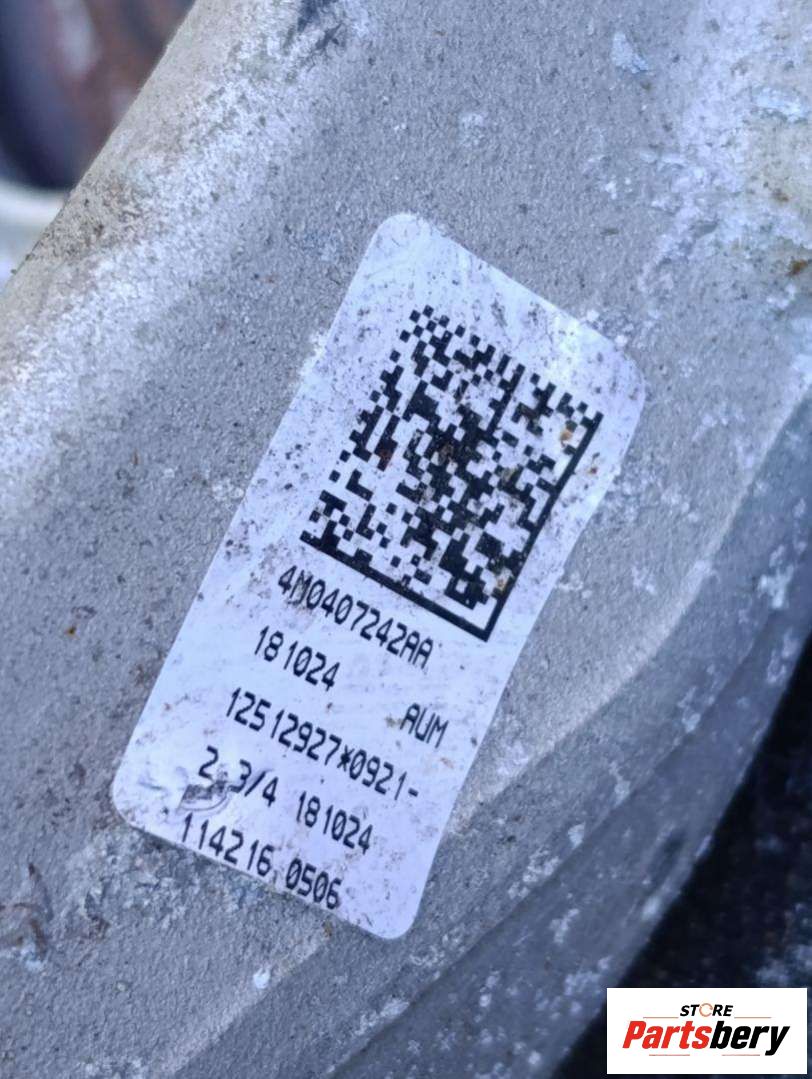 4M0407242AA
181024 AUM
12512927*0921-
2 3/4 181024
114216 0506
STORE
Partsbery